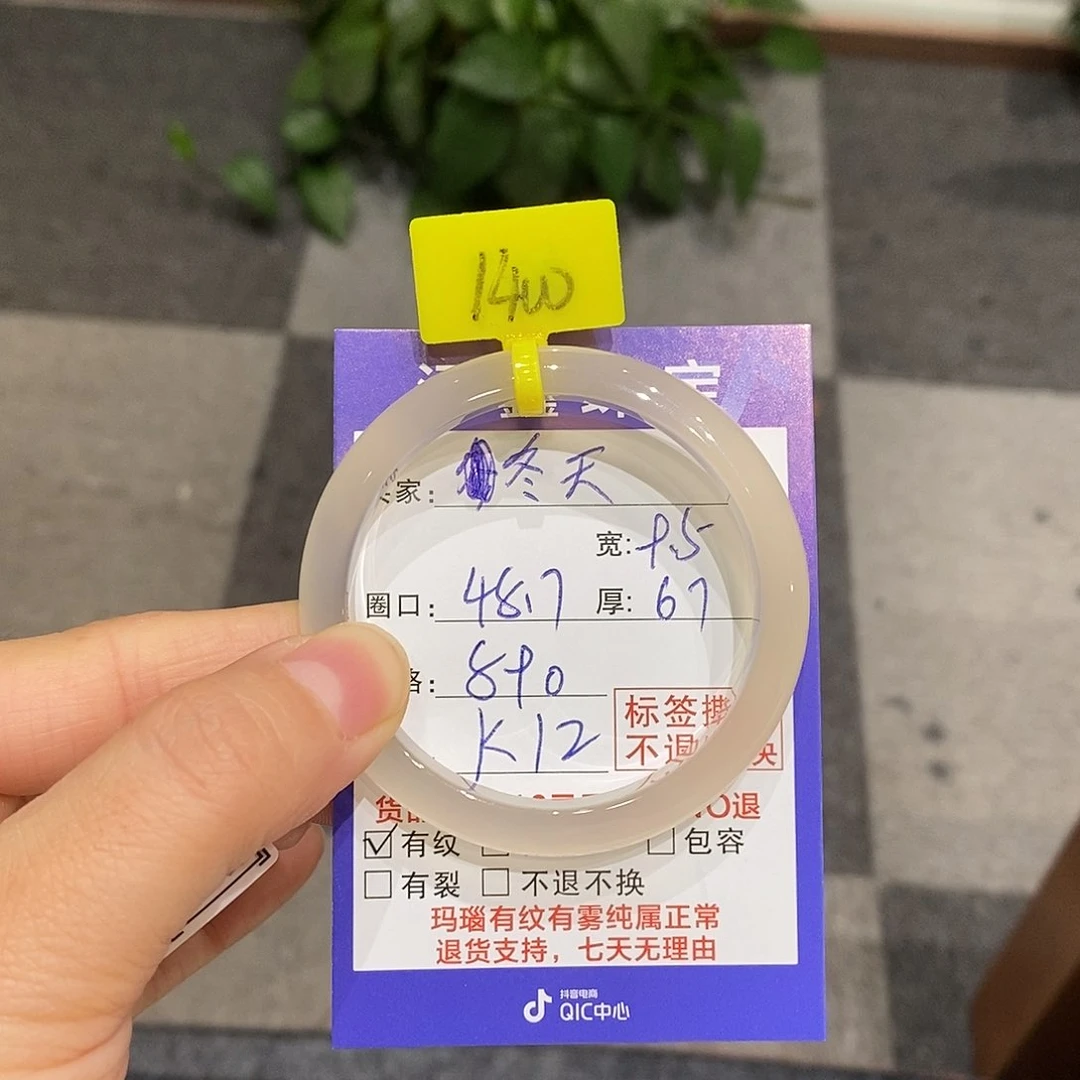 1400
家：冬天
宽：
圈口：48.7 厚：67
890
K12
标签
不退
退
☑有纹 □包容
□有裂 □不退不换
玛瑙有纹有雾纯属正常
退货支持，七天无理由
抖音电商
QIC中心